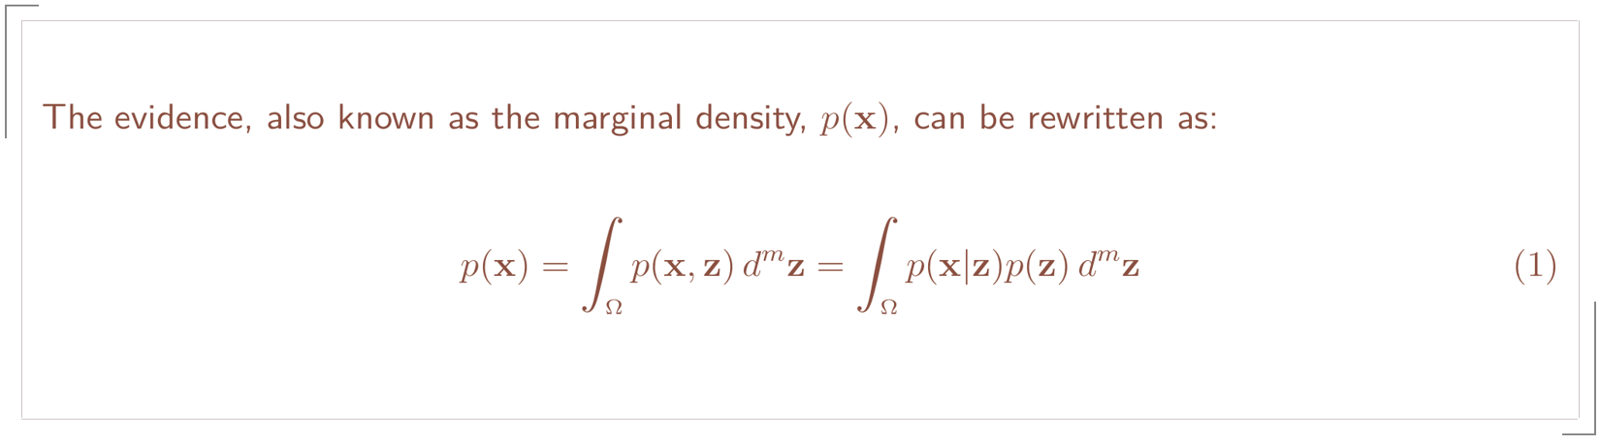 The evidence, also known as the marginal density, $p(\mathbf{x})$, can be rewritten as:
$p(\mathbf{x}) = \int_{\Omega} p(\mathbf{x}, \mathbf{z})\, d^m\mathbf{z} = \int_{\Omega} p(\mathbf{x}|\mathbf{z})p(\mathbf{z})\, d^m\mathbf{z}$ (1)